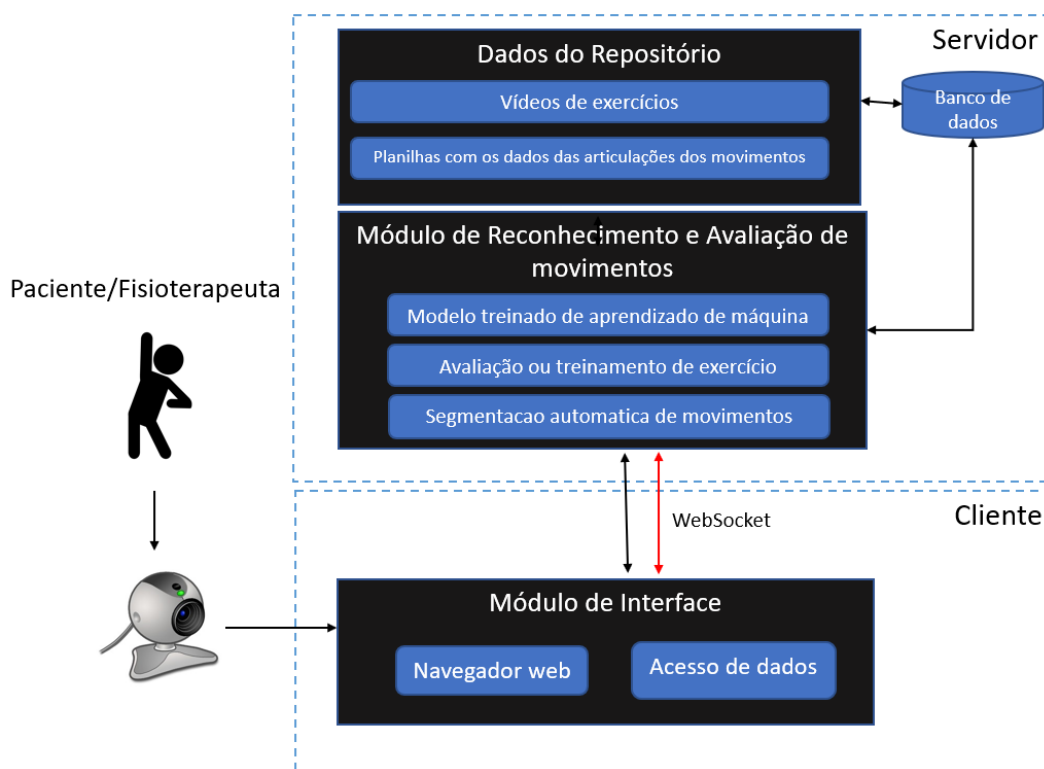 Servidor
Dados do Repositório
Vídeos de exercícios
Planilhas com os dados das articulações dos movimentos
Banco de
dados
Módulo de Reconhecimento e Avaliação de
movimentos
Modelo treinado de aprendizado de máquina
Avaliação ou treinamento de exercício
Segmentacao automatica de movimentos
Paciente/Fisioterapeuta
WebSocket
Cliente
Módulo de Interface
Navegador web
Acesso de dados